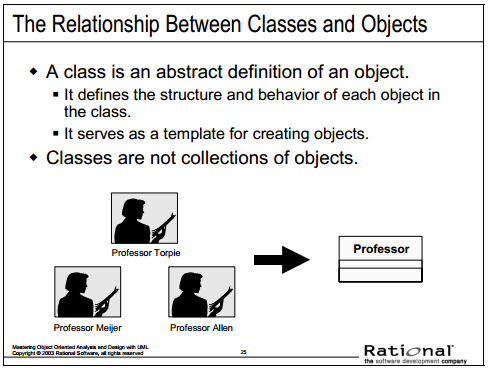 The Relationship Between Classes and Objects
◆ A class is an abstract definition of an object.
▪ It defines the structure and behavior of each object in
the class.
▪ It serves as a template for creating objects.
◆ Classes are not collections of objects.
Professor Torpie
Professor
Professor Meijer
Professor Allen
Mastering Object Oriented Analysis and Design with UML
Copyright © 2003 Rational Software, all rights reserved
25
Rational®
the software development company